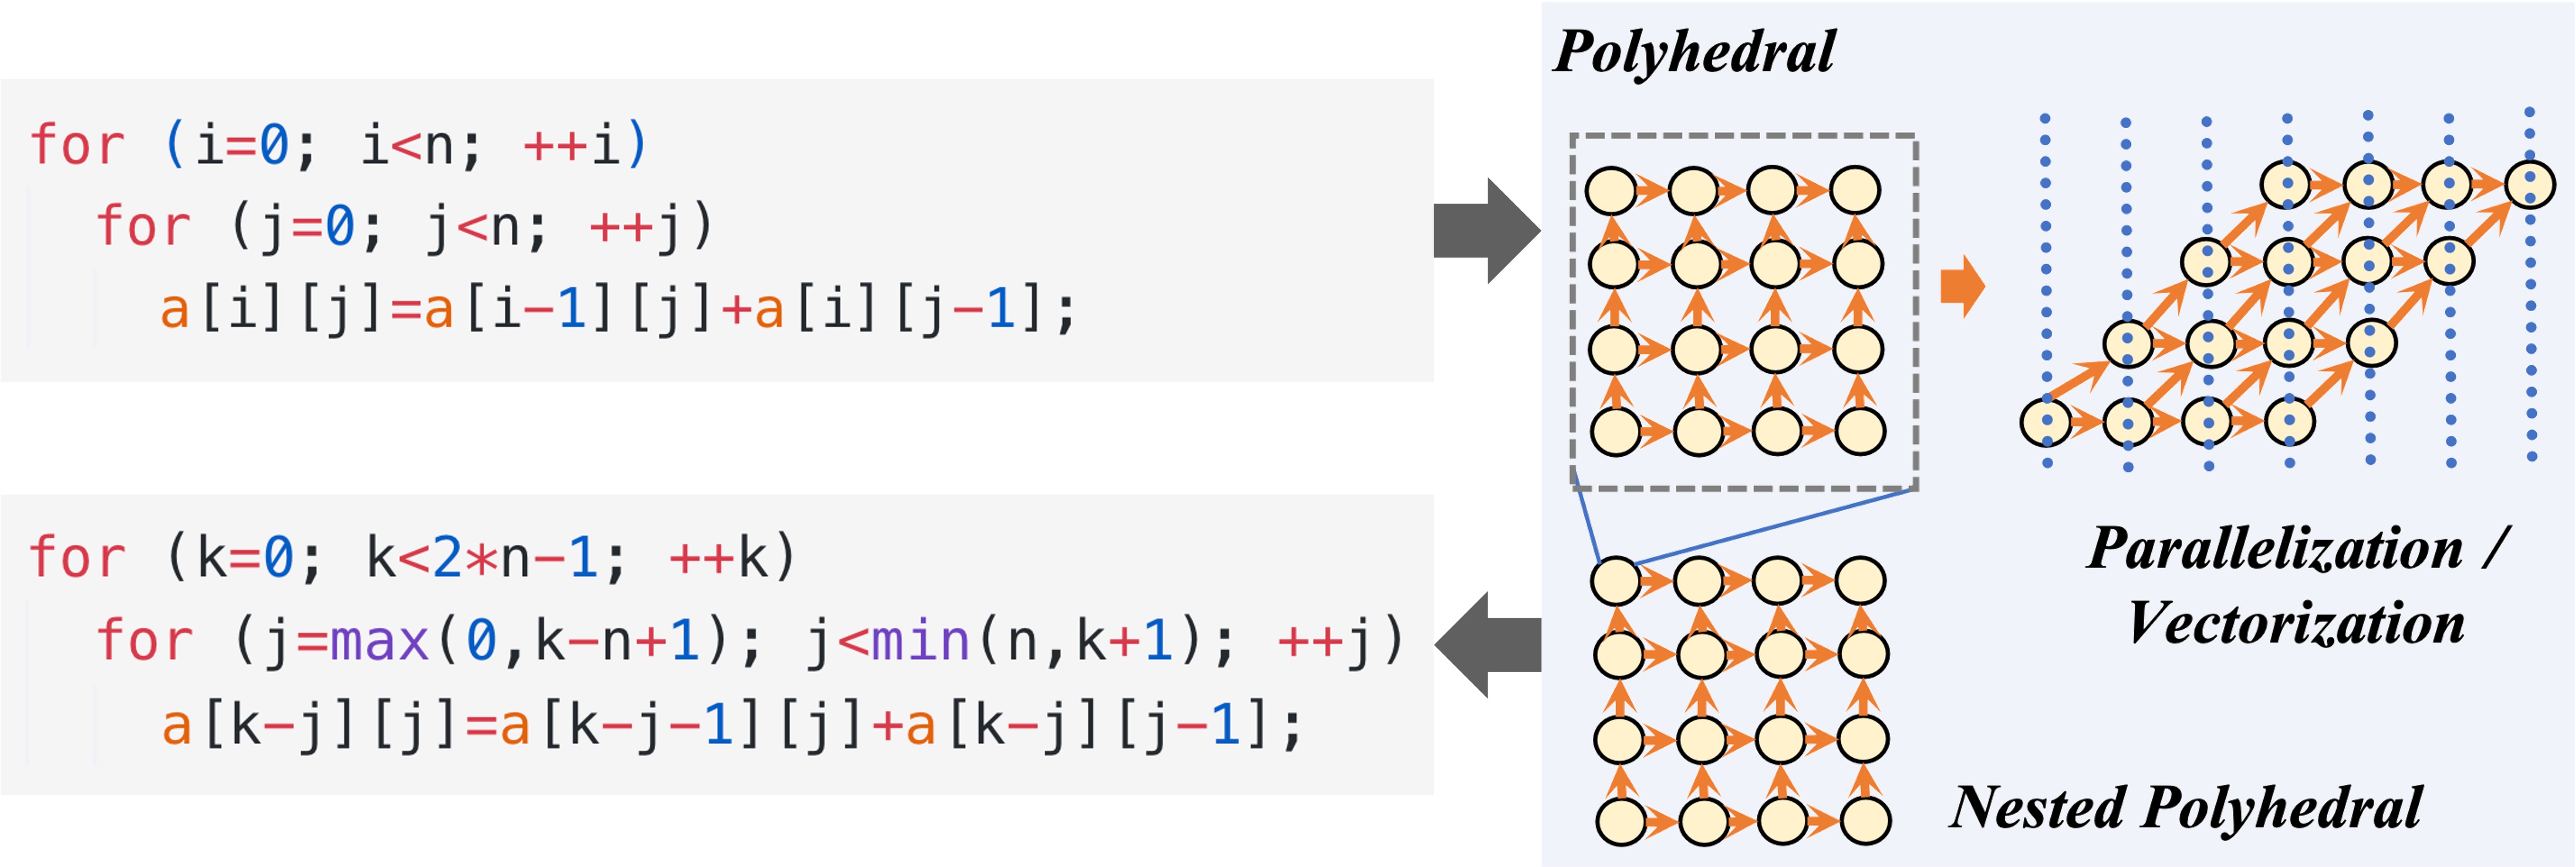 for (i=0; i<n; ++i)
for (j=0; j<n; ++j)
a[i][j]=a[i-1][j]+a[i][j-1];
for (k=0; k<2*n-1; ++k)
for (j=max(0,k-n+1); j<min(n,k+1); ++j)
a[k-j][j]=a[k-j-1][j]+a[k-j][j-1];
Polyhedral
Parallelization /
Vectorization
Nested Polyhedral